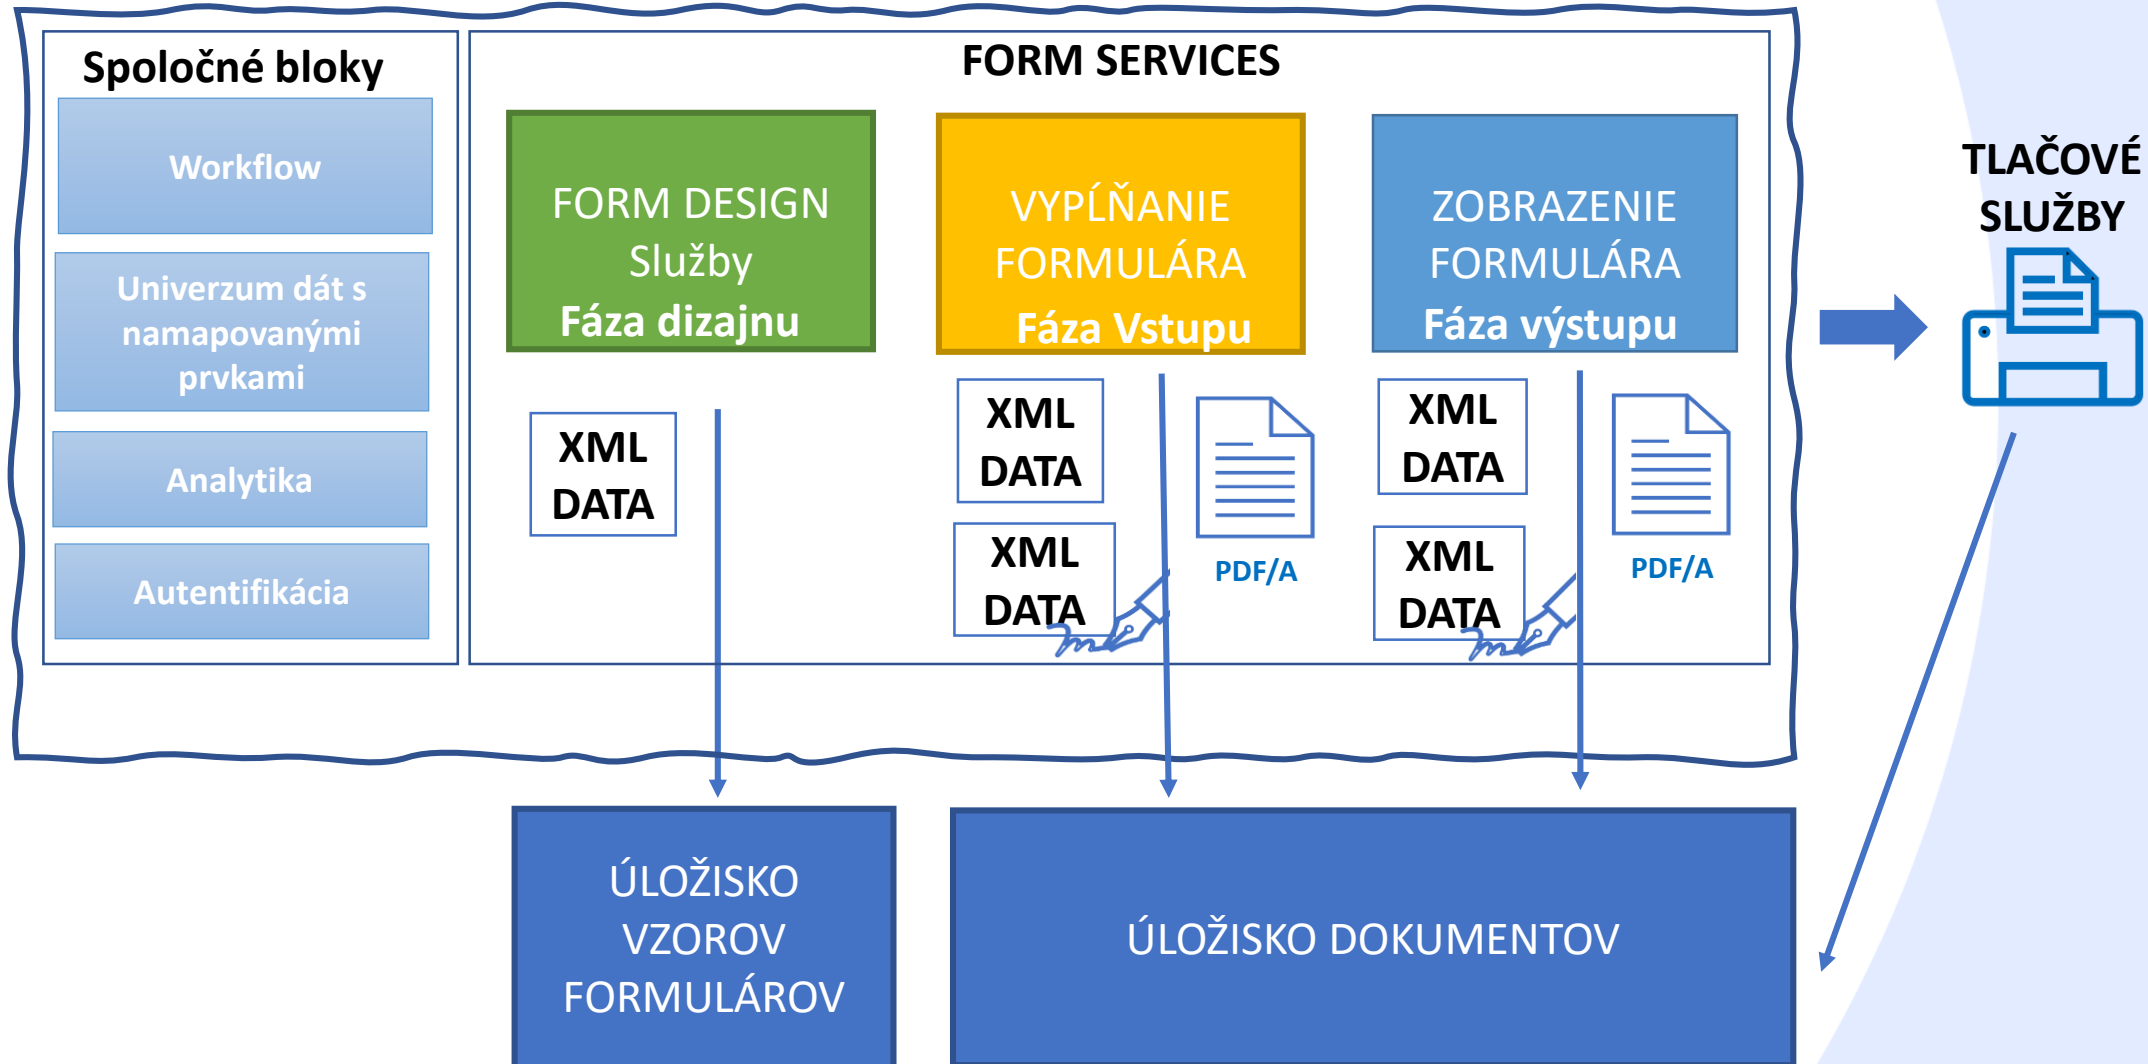 Spoločné bloky
Workflow
Univerzum dát s
namapovanými
prvkami
Analytika
Autentifikácia
FORM SERVICES
FORM DESIGN
Služby
Fáza dizajnu
XML
DATA
VYPĹŇANIE
FORMULÁRA
Fáza Vstupu
XML
DATA
XML
DATA
PDF/A
ZOBRAZENIE
FORMULÁRA
Fáza výstupu
XML
DATA
XML
DATA
PDF/A
TLAČOVÉ
SLUŽBY
ÚLOŽISKO
VZOROV
FORMULÁROV
ÚLOŽISKO DOKUMENTOV